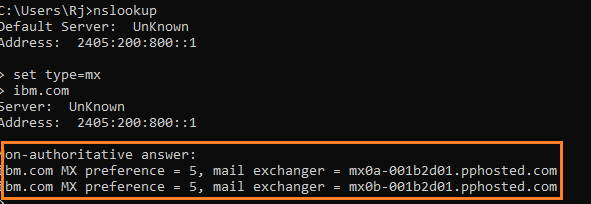 C:\Users\Rj>nslookup
Default Server:  UnKnown
Address:  2405:200:800::1
> set type=mx
> ibm.com
Server:  UnKnown
Address:  2405:200:800::1
Non-authoritative answer:
ibm.com MX preference = 5, mail exchanger = mx0a-001b2d01.pphosted.com
ibm.com MX preference = 5, mail exchanger = mx0b-001b2d01.pphosted.com
>